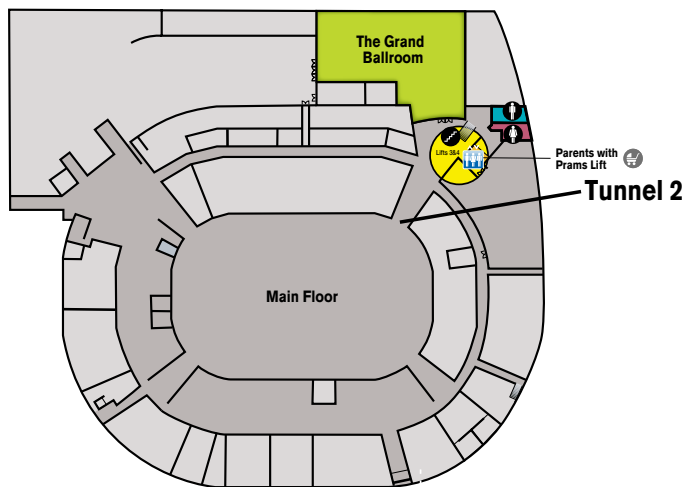 The Grand
Ballroom
Lifts 3&4
Parents with
Prams Lift
Tunnel 2
Main Floor